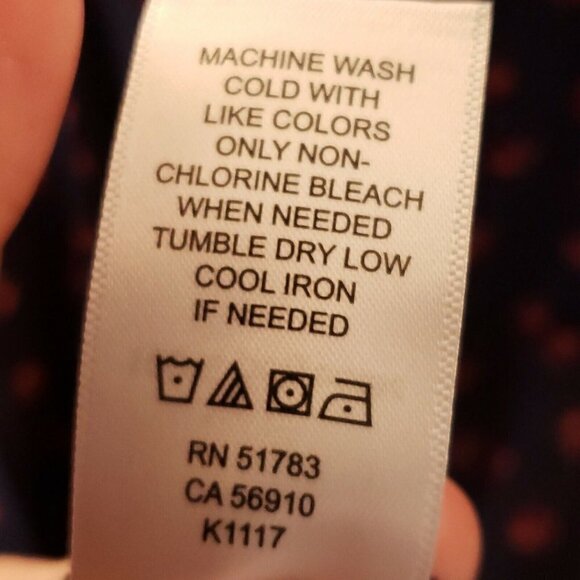 MACHINE WASH
COLD WITH
LIKE COLORS
ONLY NON-
CHLORINE BLEACH
WHEN NEEDED
TUMBLE DRY LOW
COOL IRON
IF NEEDED
RN 51783
CA 56910
K1117